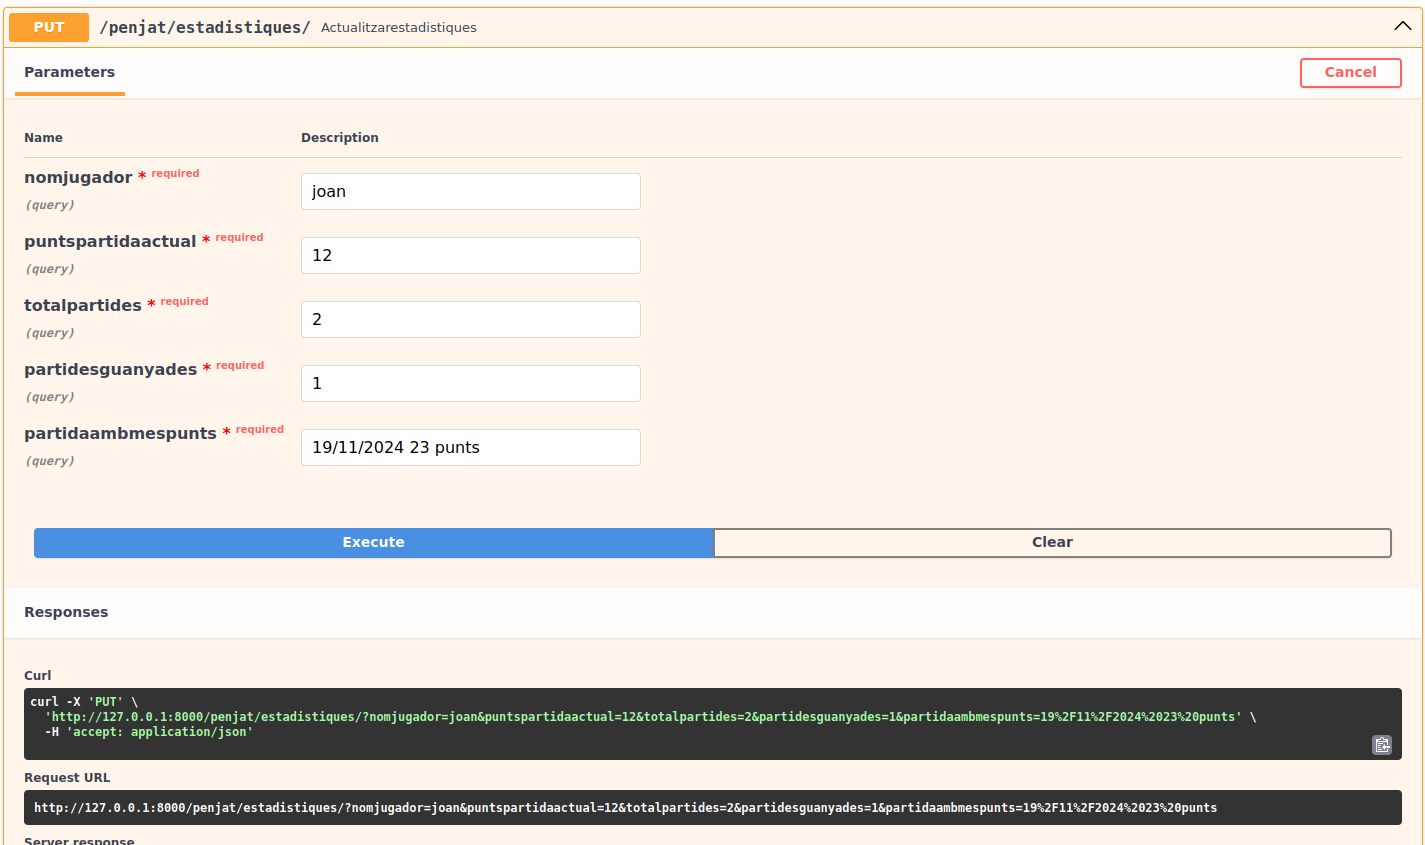 PUT /penjat/estadistiques/ Actualitzarestadistiques
Parameters Cancel
Name Description
nomjugador * required
(query)
joan
puntspartidaactual * required
(query)
12
totalpartides * required
(query)
2
partidesguanyades * required
(query)
1
partidaambmespunts * required
(query)
19/11/2024 23 punts
Execute Clear
Responses
Curl
curl -X 'PUT' \
'http://127.0.0.1:8000/penjat/estadistiques/?nomjugador=joan&puntspartidaactual=12&totalpartides=2&partidesguanyades=1&partidaambmespunts=19%2F11%2F2024%2023%20punts' \
-H 'accept: application/json'
Request URL
http://127.0.0.1:8000/penjat/estadistiques/?nomjugador=joan&puntspartidaactual=12&totalpartides=2&partidesguanyades=1&partidaambmespunts=19%2F11%2F2024%2023%20punts
Server response